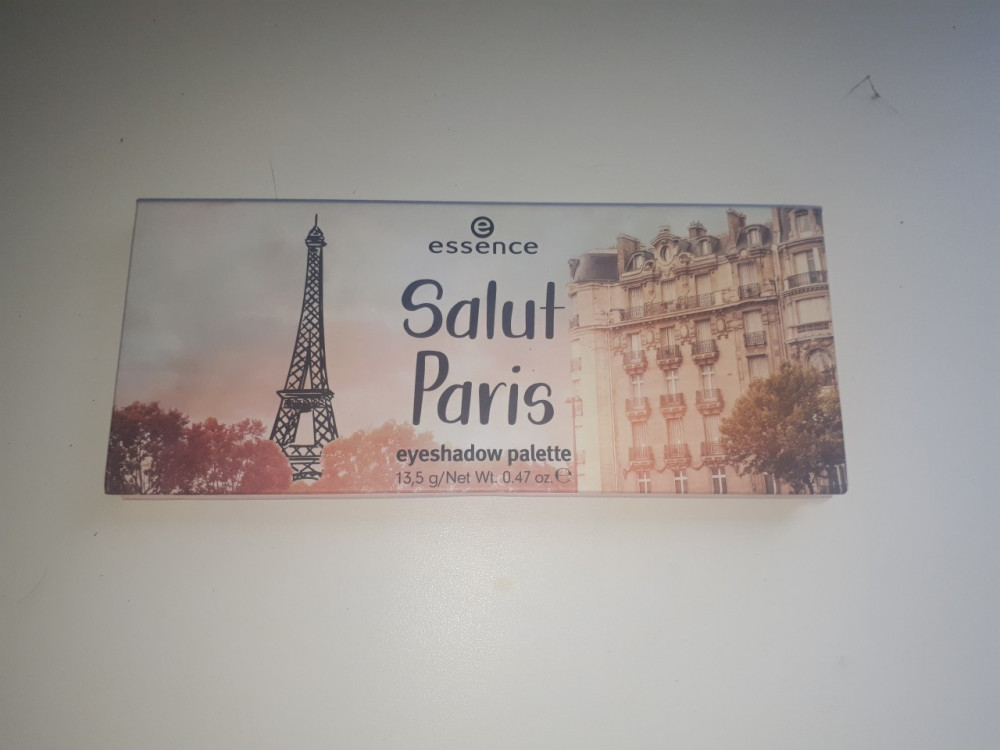 e
essence
Salut
Paris
eyeshadow palette
13,5 g/Net Wt. 0.47 oz. ℮